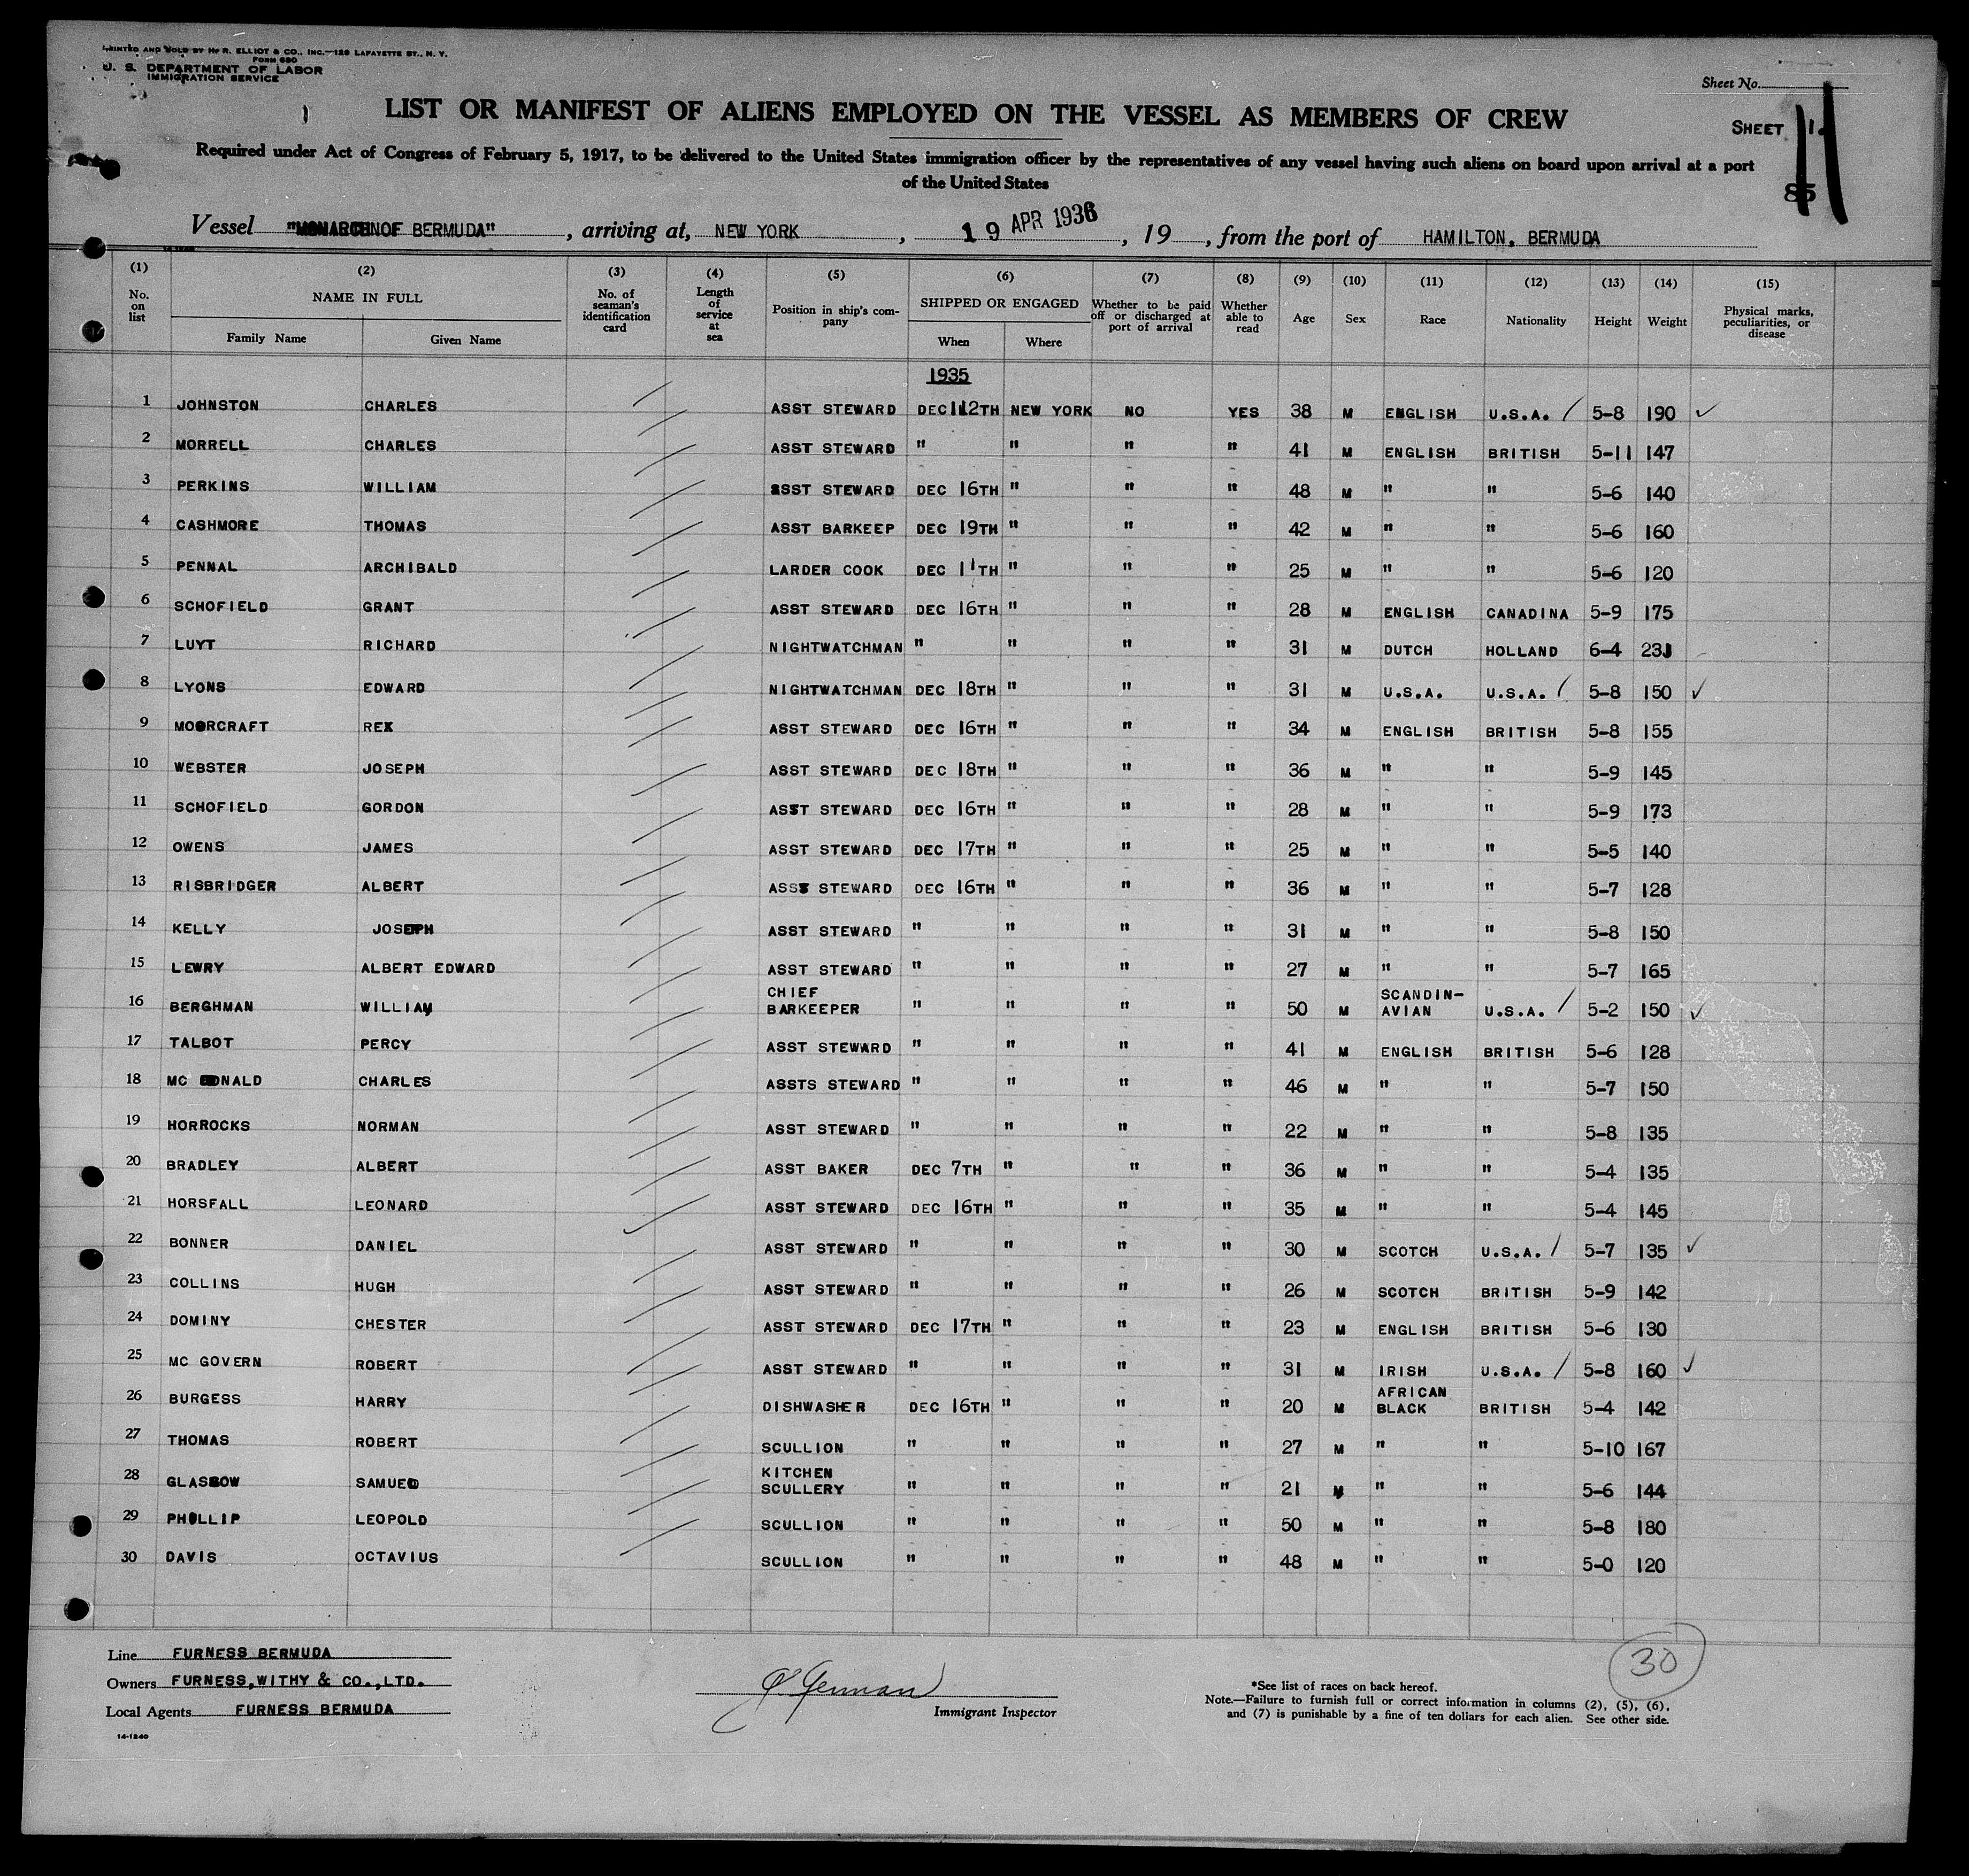 PRINTED AND SOLD BY H. R. ELLIOT & CO., INC.—129 LAFAYETTE ST., N. Y.
FORM 680
U. S. DEPARTMENT OF LABOR
IMMIGRATION SERVICE
Sheet No.
LIST OR MANIFEST OF ALIENS EMPLOYED ON THE VESSEL AS MEMBERS OF CREW
SHEET
85
Required under Act of Congress of February 5, 1917, to be delivered to the United States immigration officer by the representatives of any vessel having such aliens on board upon arrival at a port
of the United States
Vessel "MONARCH OF BERMUDA", arriving at, NEW YORK, 19 APR 1936, 19, from the port of HAMILTON, BERMUDA
(1) (2) (3) (4) (5) (6) (7) (8) (9) (10) (11) (12) (13) (14) (15)
No. on list NAME IN FULL Family Name Given Name No. of seaman's identification card Length of service at sea Position in ship's company SHIPPED OR ENGAGED When Where Whether to be paid off or discharged at port of arrival Whether able to read Age Sex Race Nationality Height Weight Physical marks, peculiarities, or disease
1935
1 JOHNSTON CHARLES ASST STEWARD DEC 12TH NEW YORK NO YES 38 M ENGLISH U.S.A. 5-8 190 ✓
2 MORRELL CHARLES ASST STEWARD " " " " 41 M ENGLISH BRITISH 5-11 147
3 PERKINS WILLIAM ASST STEWARD DEC 16TH " " " 48 M " " 5-6 140
4 CASHMORE THOMAS ASST BARKEEP DEC 19TH " " " 42 M " " 5-6 160
5 PENNAL ARCHIBALD LARDER COOK DEC 11TH " " " 25 M " " 5-6 120
6 SCHOFIELD GRANT ASST STEWARD DEC 16TH " " " 28 M ENGLISH CANADINA 5-9 175
7 LUYT RICHARD NIGHTWATCHMAN " " " " 31 M DUTCH HOLLAND 6-4 231
8 LYONS EDWARD NIGHTWATCHMAN DEC 18TH " " " 31 M U.S.A. U.S.A. 5-8 150 ✓
9 MOORCRAFT REX ASST STEWARD DEC 16TH " " " 34 M ENGLISH BRITISH 5-8 155
10 WEBSTER JOSEPH ASST STEWARD DEC 18TH " " " 36 M " " 5-9 145
11 SCHOFIELD GORDON ASST STEWARD DEC 16TH " " " 28 M " " 5-9 173
12 OWENS JAMES ASST STEWARD DEC 17TH " " " 25 M " " 5-5 140
13 RISBRIDGER ALBERT ASST STEWARD DEC 16TH " " " 36 M " " 5-7 128
14 KELLY JOSEPH ASST STEWARD " " " " 31 M " " 5-8 150
15 LEWRY ALBERT EDWARD ASST STEWARD " " " " 27 M " " 5-7 165
16 BERGHMAN WILLIAM CHIEF BARKEEPER " " " " 50 M SCANDIN-AVIAN U.S.A. 5-2 150 ✓
17 TALBOT PERCY ASST STEWARD " " " " 41 M ENGLISH BRITISH 5-6 128
18 MC DONALD CHARLES ASSTS STEWARD " " " " 46 M " " 5-7 150
19 HORROCKS NORMAN ASST STEWARD " " " " 22 M " " 5-8 135
20 BRADLEY ALBERT ASST BAKER DEC 7TH " " " 36 M " " 5-4 135
21 HORSFALL LEONARD ASST STEWARD DEC 16TH " " " 35 M " " 5-4 145
22 BONNER DANIEL ASST STEWARD " " " " 30 M SCOTCH U.S.A. 5-7 135 ✓
23 COLLINS HUGH ASST STEWARD " " " " 26 M SCOTCH BRITISH 5-9 142
24 DOMINY CHESTER ASST STEWARD DEC 17TH " " " 23 M ENGLISH BRITISH 5-6 130
25 MC GOVERN ROBERT ASST STEWARD " " " " 31 M IRISH U.S.A. 5-8 160 ✓
26 BURGESS HARRY DISHWASHER DEC 16TH " " " 20 M AFRICAN BLACK BRITISH 5-4 142
27 THOMAS ROBERT SCULLION " " " " 27 M " " 5-10 167
28 GLASGOW SAMUEL KITCHEN SCULLERY " " " " 21 M " " 5-6 144
29 PHILLIP LEOPOLD SCULLION " " " " 50 M " " 5-8 180
30 DAVIS OCTAVIUS SCULLION " " " " 48 M " " 5-0 120
Line FURNESS BERMUDA
Owners FURNESS, WITHY & CO., LTD.
Local Agents FURNESS BERMUDA
14-1240
German
Immigrant Inspector
30
*See list of races on back hereof.
Note.—Failure to furnish full or correct information in columns (2), (5), (6),
and (7) is punishable by a fine of ten dollars for each alien. See other side.